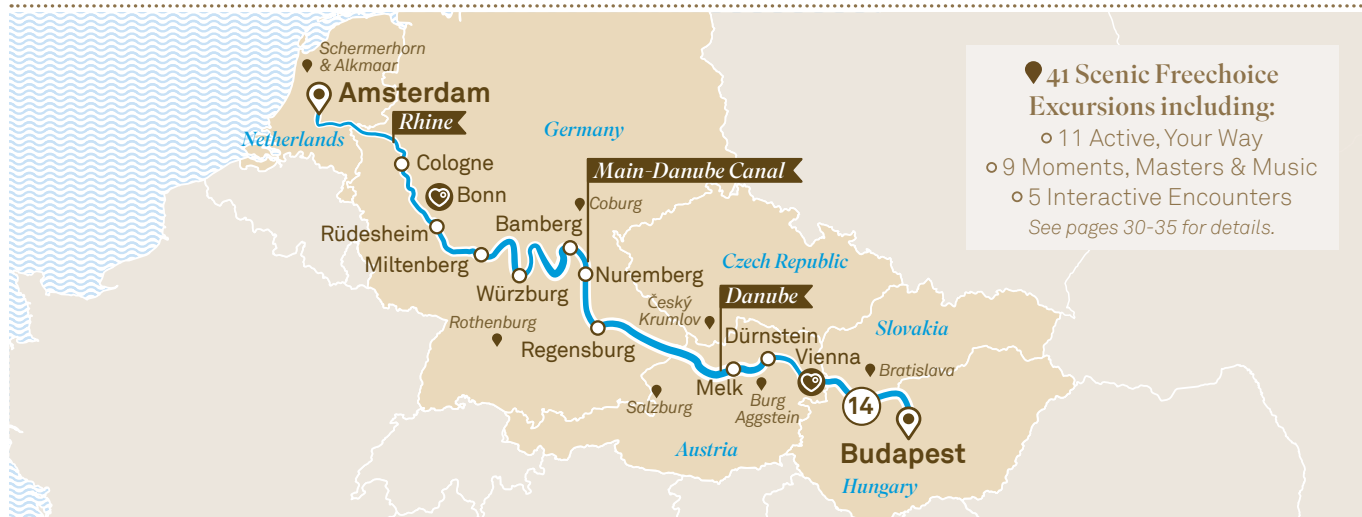 Schermerhorn
& Alkmaar
Amsterdam
Netherlands
Rhine
Germany
Cologne
Bonn
Rüdesheim
Miltenberg
Würzburg
Bamberg
Main-Danube Canal
Coburg
Nuremberg
Rothenburg
Regensburg
Czech Republic
Český
Krumlov
Danube
Dürnstein
Vienna
Melk
Salzburg
Burg
Aggstein
Austria
Slovakia
Bratislava
14
Budapest
Hungary
41 Scenic Freechoice
Excursions including:
11 Active, Your Way
9 Moments, Masters & Music
5 Interactive Encounters
See pages 30-35 for details.